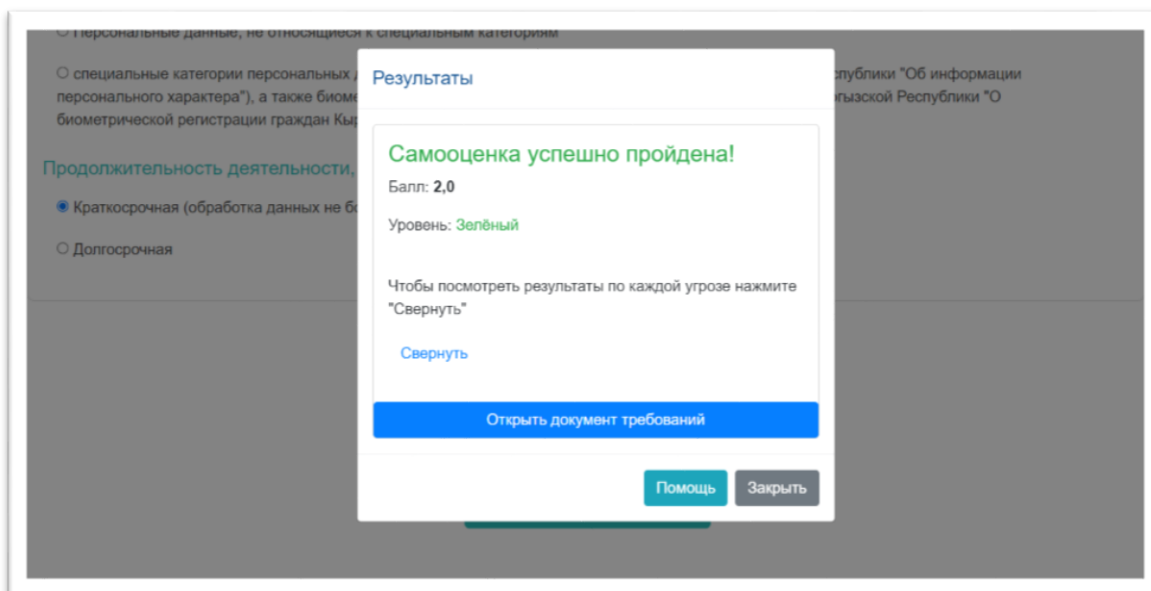 Персональные данные, не относящиеся к специальным категориям
специальные категории персональных
спублики "Об информации
персонального характера"), а также биоме
гызской Республики "О
биометрической регистрации граждан Кыр
Продолжительность деятельности,
Краткосрочная (обработка данных не бо
Долгосрочная
Результаты
Самооценка успешно пройдена!
Балл: 2,0
Уровень: Зелёный
Чтобы посмотреть результаты по каждой угрозе нажмите
"Свернуть"
Свернуть
Открыть документ требований
Помощь
Закрыть